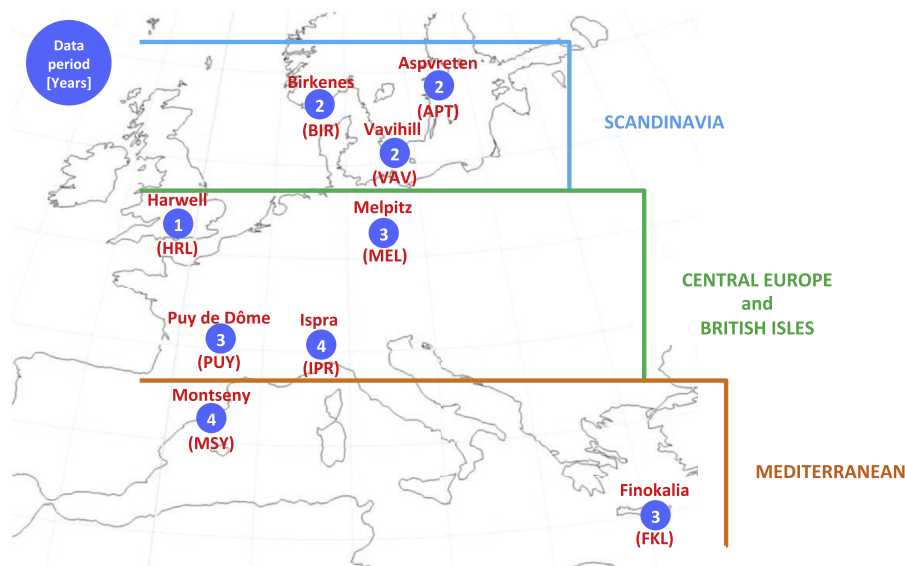 Data
period
[Years]
Aspvreten
2
(APT)
Birkenes
2
(BIR)
Vavihill
2
(VAV)
SCANDINAVIA
Harwell
1
(HRL)
Melpitz
3
(MEL)
CENTRAL EUROPE
and
BRITISH ISLES
Puy de Dôme
3
(PUY)
Ispra
4
(IPR)
Montseny
4
(MSY)
MEDITERRANEAN
Finokalia
3
(FKL)